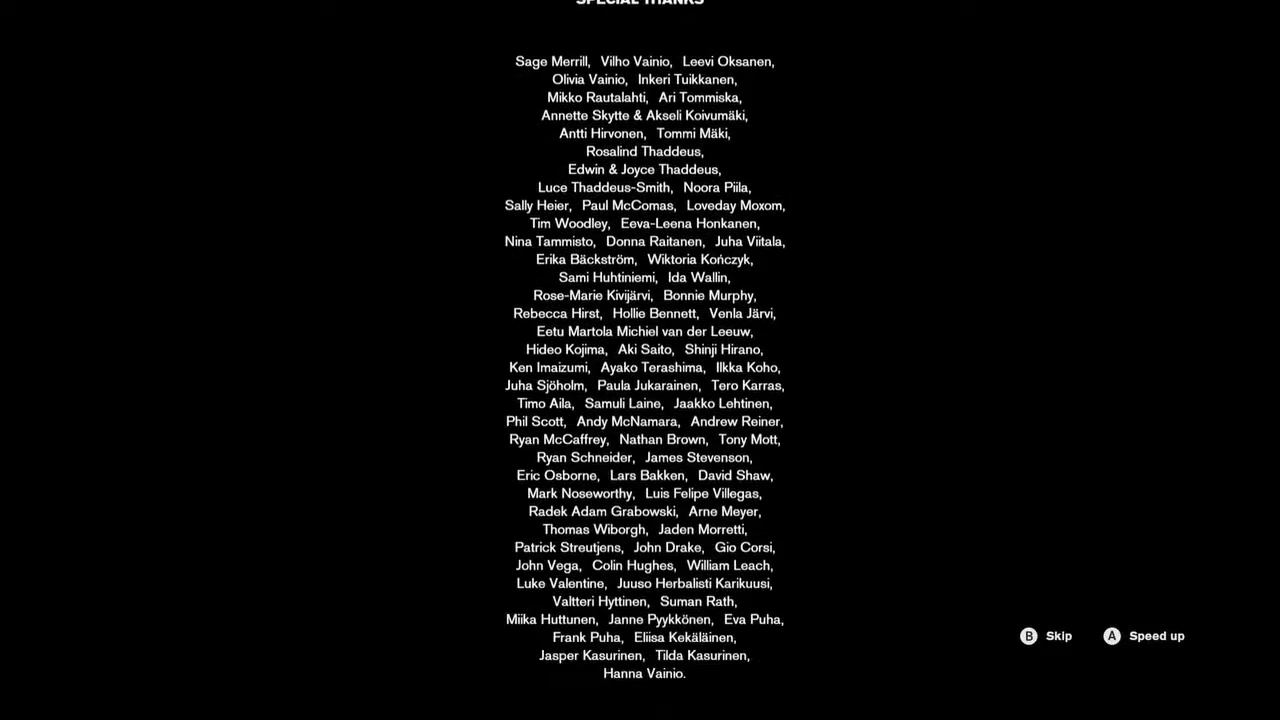 SPECIAL THANKS
Sage Merrill, Vilho Vainio, Leevi Oksanen,
Olivia Vainio, Inkeri Tuikkanen,
Mikko Rautalahti, Ari Tommiska,
Annette Skytte & Akseli Koivumäki,
Antti Hirvonen, Tommi Mäki,
Rosalind Thaddeus,
Edwin & Joyce Thaddeus,
Luce Thaddeus-Smith, Noora Piila,
Sally Heier, Paul McComas, Loveday Moxom,
Tim Woodley, Eeva-Leena Honkanen,
Nina Tammisto, Donna Raitanen, Juha Viitala,
Erika Bäckström, Wiktoria Kończyk,
Sami Huhtiniemi, Ida Wallin,
Rose-Marie Kivijärvi, Bonnie Murphy,
Rebecca Hirst, Hollie Bennett, Venla Järvi,
Eetu Martola Michiel van der Leeuw,
Hideo Kojima, Aki Saito, Shinji Hirano,
Ken Imaizumi, Ayako Terashima, Ilkka Koho,
Juha Sjöholm, Paula Jukarainen, Tero Karras,
Timo Aila, Samuli Laine, Jaakko Lehtinen,
Phil Scott, Andy McNamara, Andrew Reiner,
Ryan McCaffrey, Nathan Brown, Tony Mott,
Ryan Schneider, James Stevenson,
Eric Osborne, Lars Bakken, David Shaw,
Mark Noseworthy, Luis Felipe Villegas,
Radek Adam Grabowski, Arne Meyer,
Thomas Wiborgh, Jaden Morretti,
Patrick Streutjens, John Drake, Gio Corsi,
John Vega, Colin Hughes, William Leach,
Luke Valentine, Juuso Herbalisti Karikuusi,
Valtteri Hyttinen, Suman Rath,
Miika Huttunen, Janne Pyykkönen, Eva Puha,
Frank Puha, Eliisa Kekäläinen,
Jasper Kasurinen, Tilda Kasurinen,
Hanna Vainio.
B Skip A Speed up